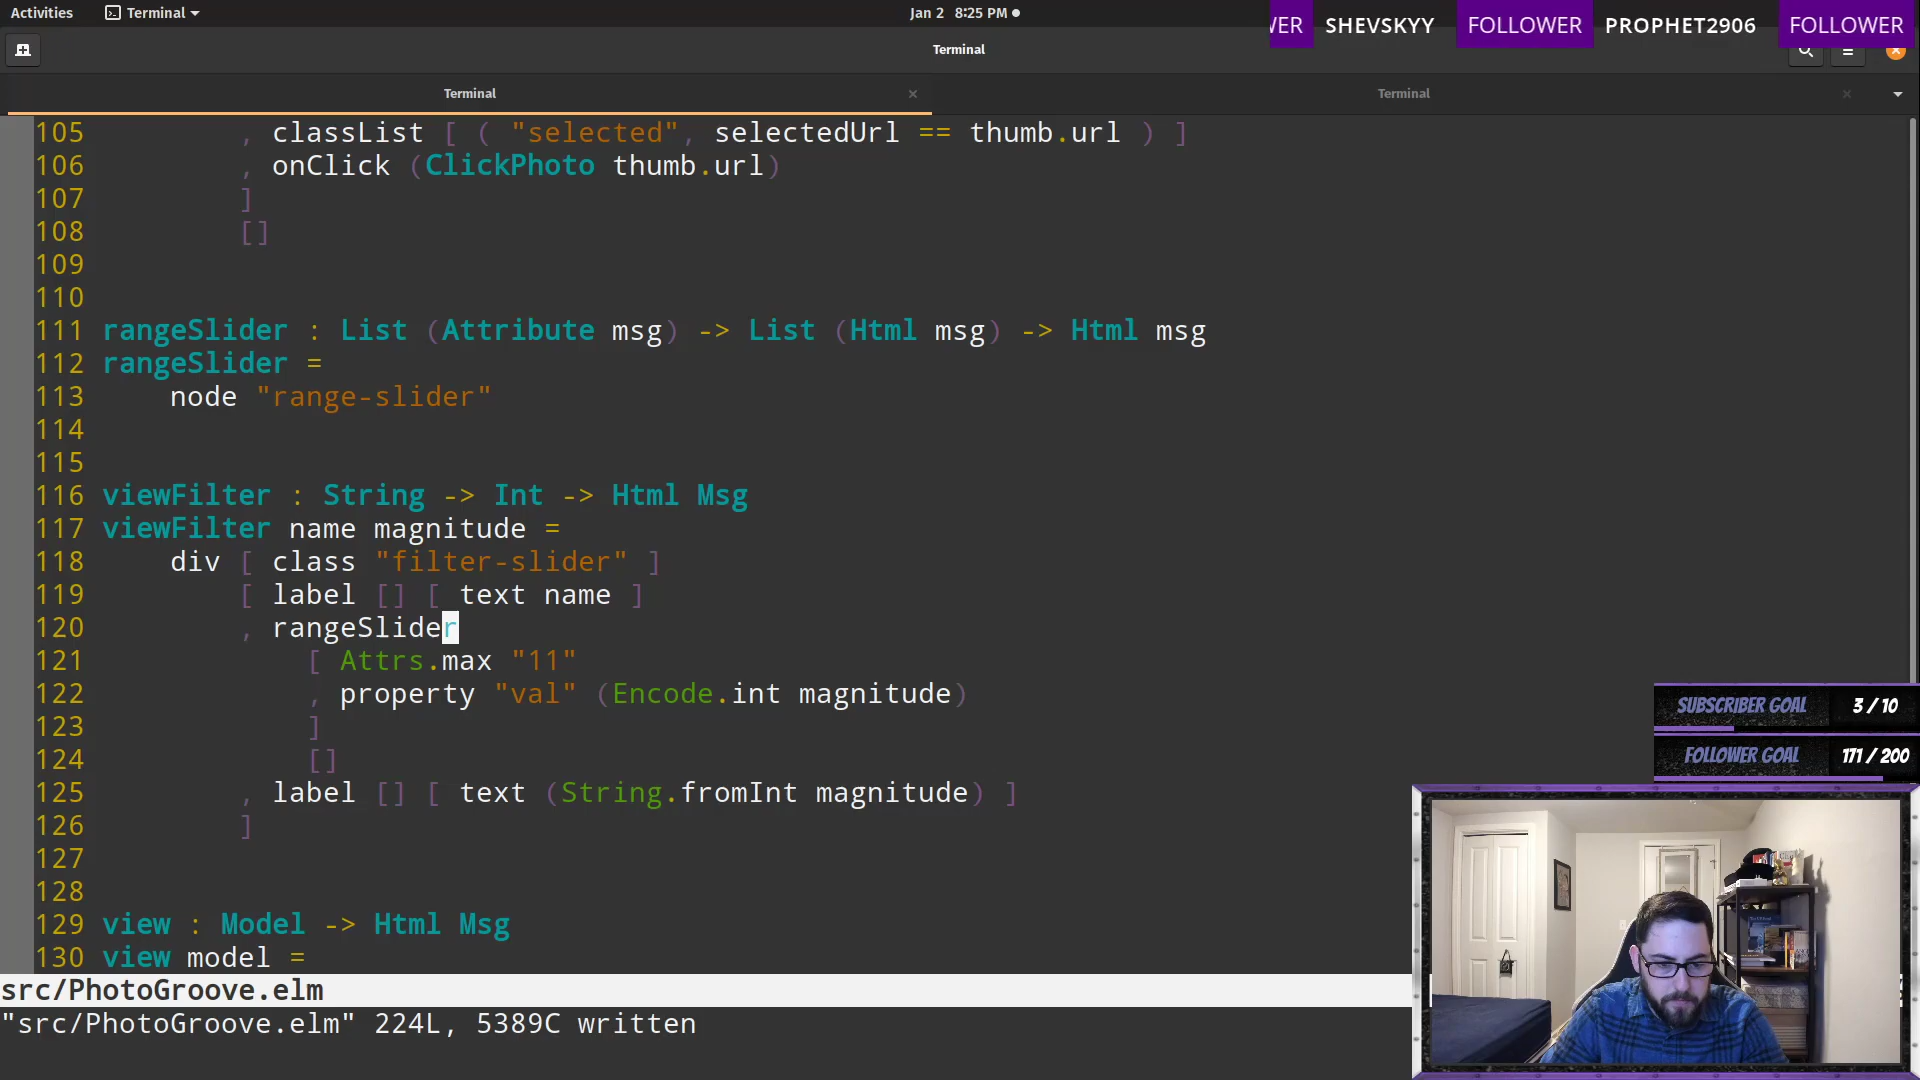 Activities
Terminal
Jan 2 8:25 PM
SHEVSKYY
FOLLOWER
PROPHET2906
FOLLOWER
Terminal
Terminal
Terminal
105 , classList [ ( "selected", selectedUrl == thumb.url ) ]
106 , onClick (ClickPhoto thumb.url)
107 ]
108 []
109
110
111 rangeSlider : List (Attribute msg) -> List (Html msg) -> Html msg
112 rangeSlider =
113 node "range-slider"
114
115
116 viewFilter : String -> Int -> Html Msg
117 viewFilter name magnitude =
118 div [ class "filter-slider" ]
119 [ label [] [ text name ]
120 , rangeSlider
121 [ Attrs.max "11"
122 , property "val" (Encode.int magnitude)
123 ]
124 []
125 , label [] [ text (String.fromInt magnitude) ]
126 ]
127
128
129 view : Model -> Html Msg
130 view model =
src/PhotoGroove.elm
"src/PhotoGroove.elm" 224L, 5389C written
SUBSCRIBER GOAL 3 / 10
FOLLOWER GOAL 171 / 200